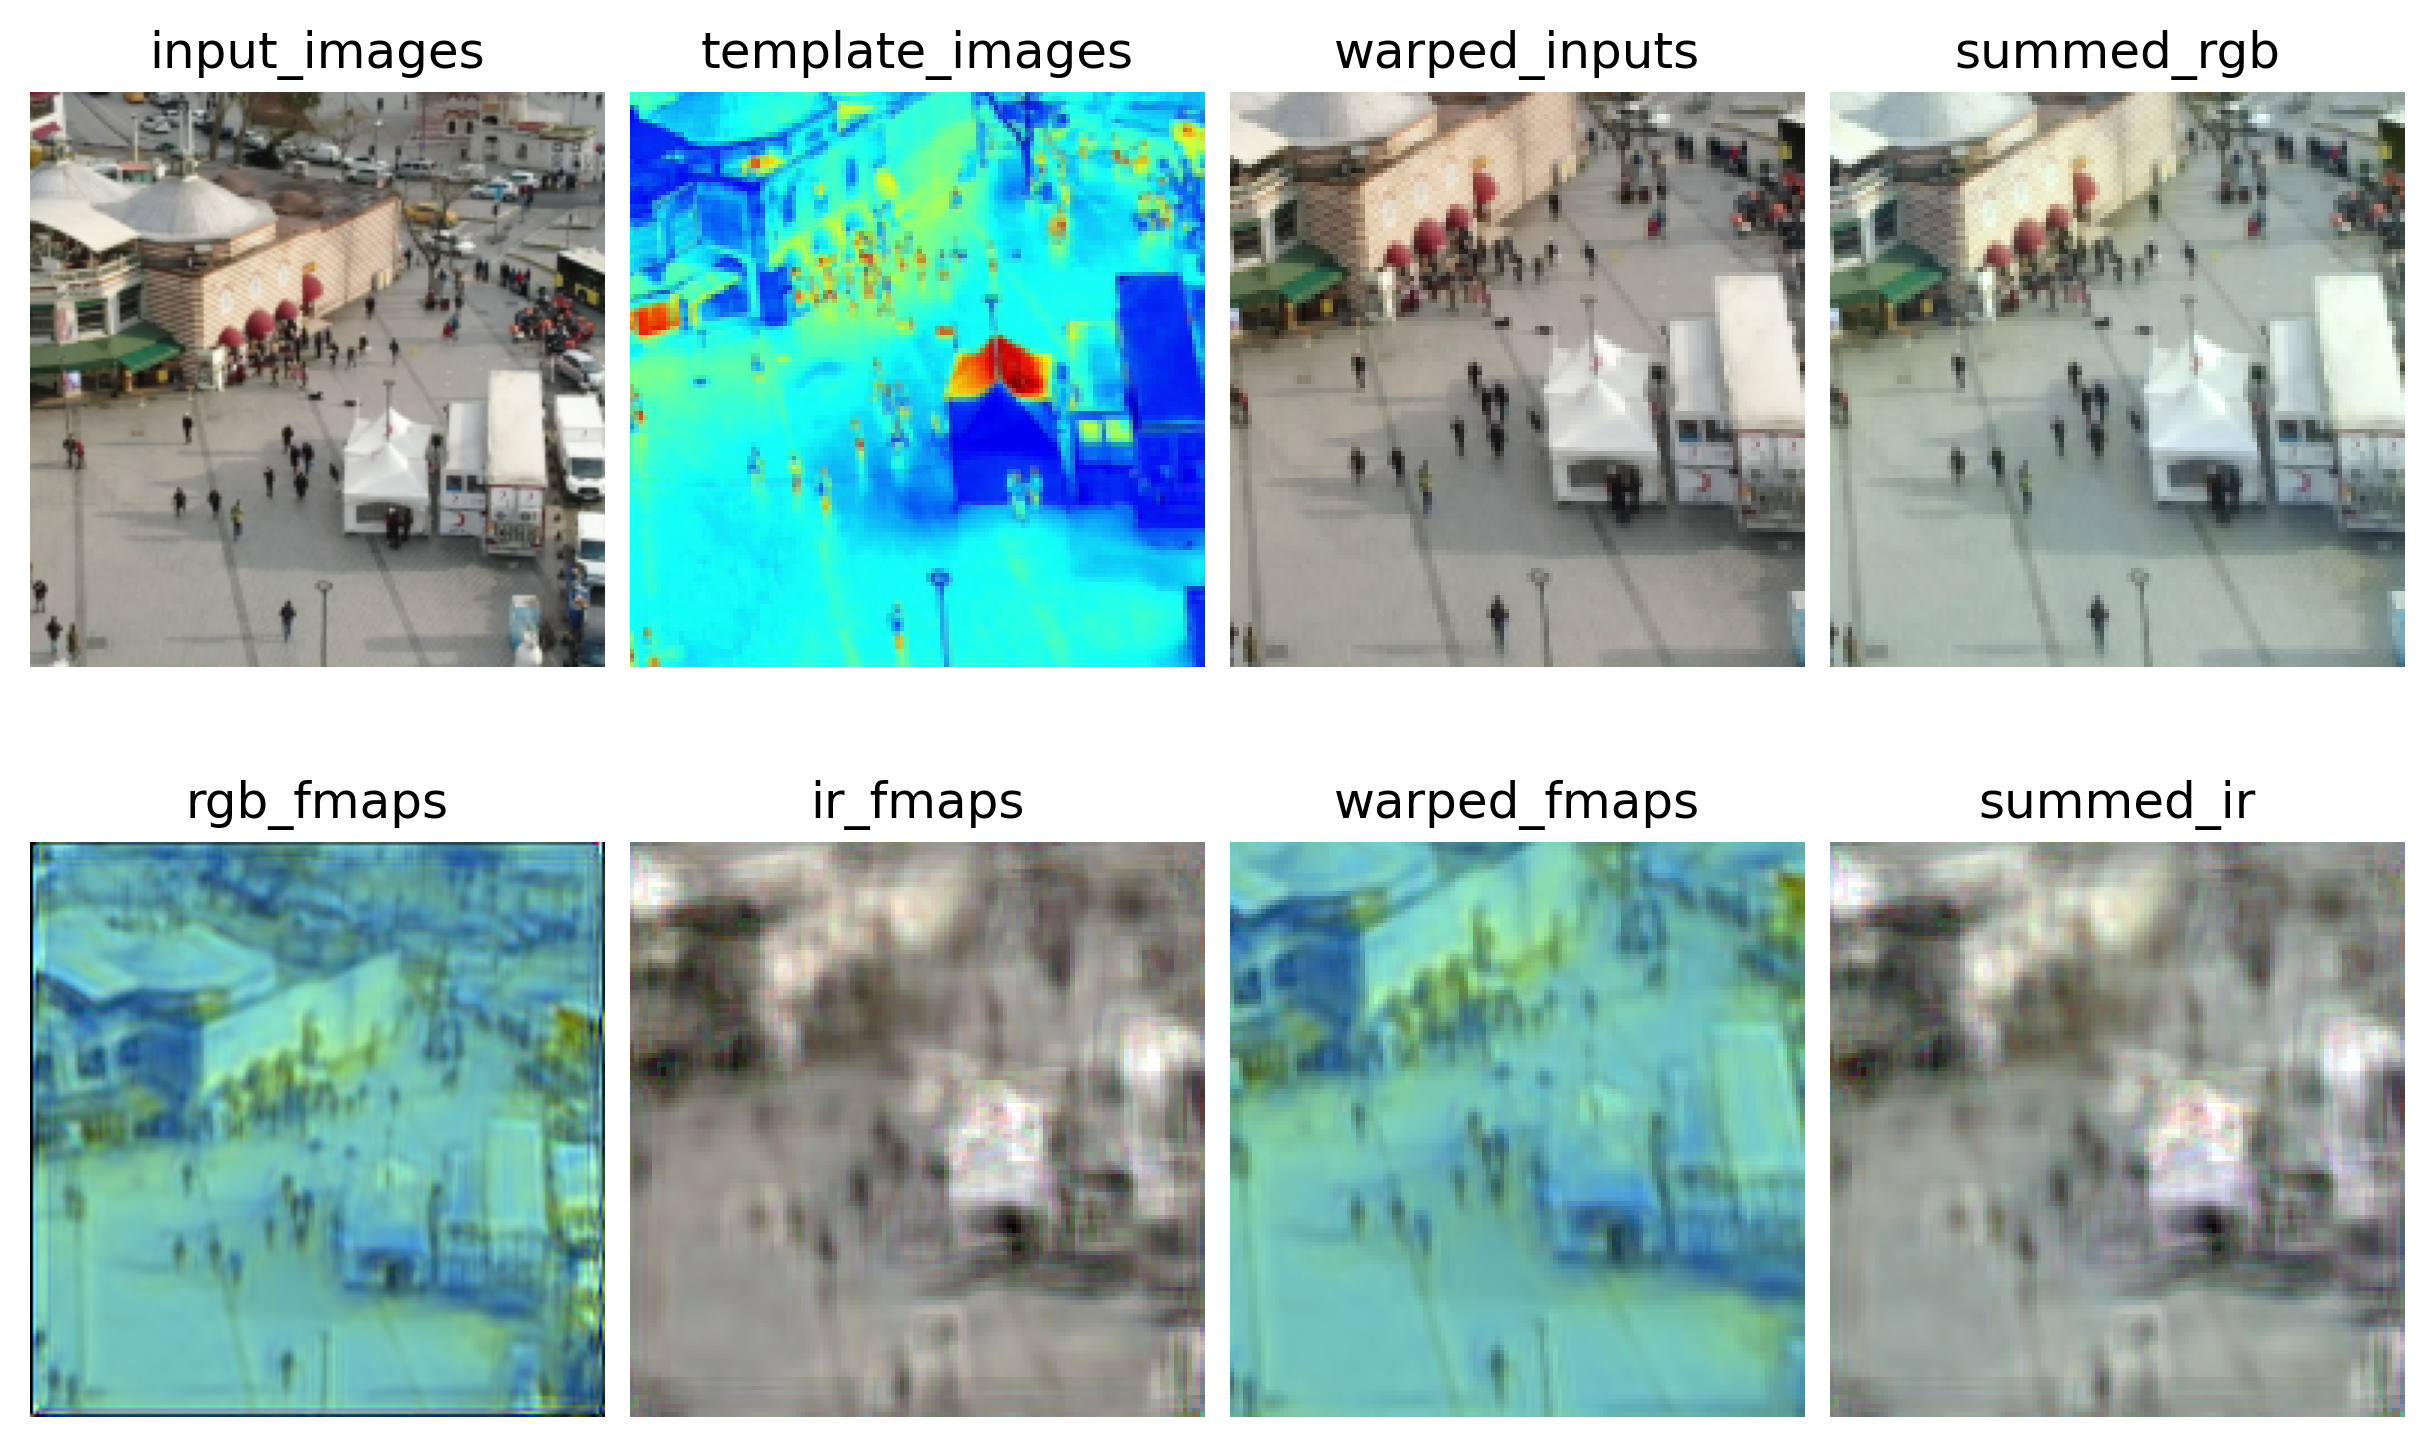 input_images
template_images
warped_inputs
summed_rgb
rgb_fmaps
ir_fmaps
warped_fmaps
summed_ir